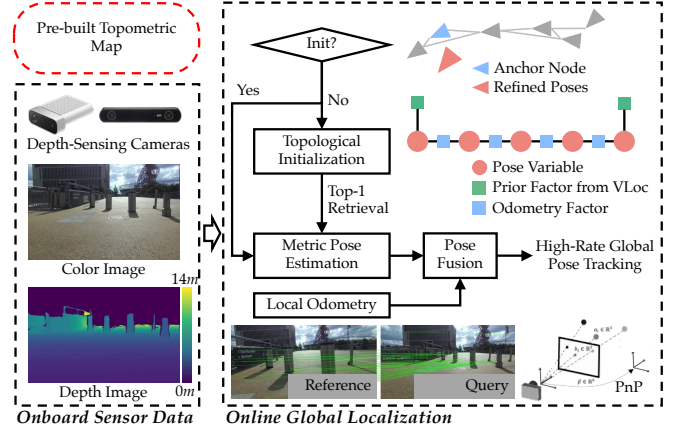 Pre-built Topometric
Map
Depth-Sensing Cameras
Color Image
14m
Depth Image
0m
Onboard Sensor Data
Init?
Yes
No
Topological
Initialization
Top-1
Retrieval
Metric Pose
Estimation
Pose
Fusion
High-Rate Global
Pose Tracking
Local Odometry
Anchor Node
Refined Poses
Pose Variable
Prior Factor from VLoc
Odometry Factor
Reference
Query
PnP
Online Global Localization